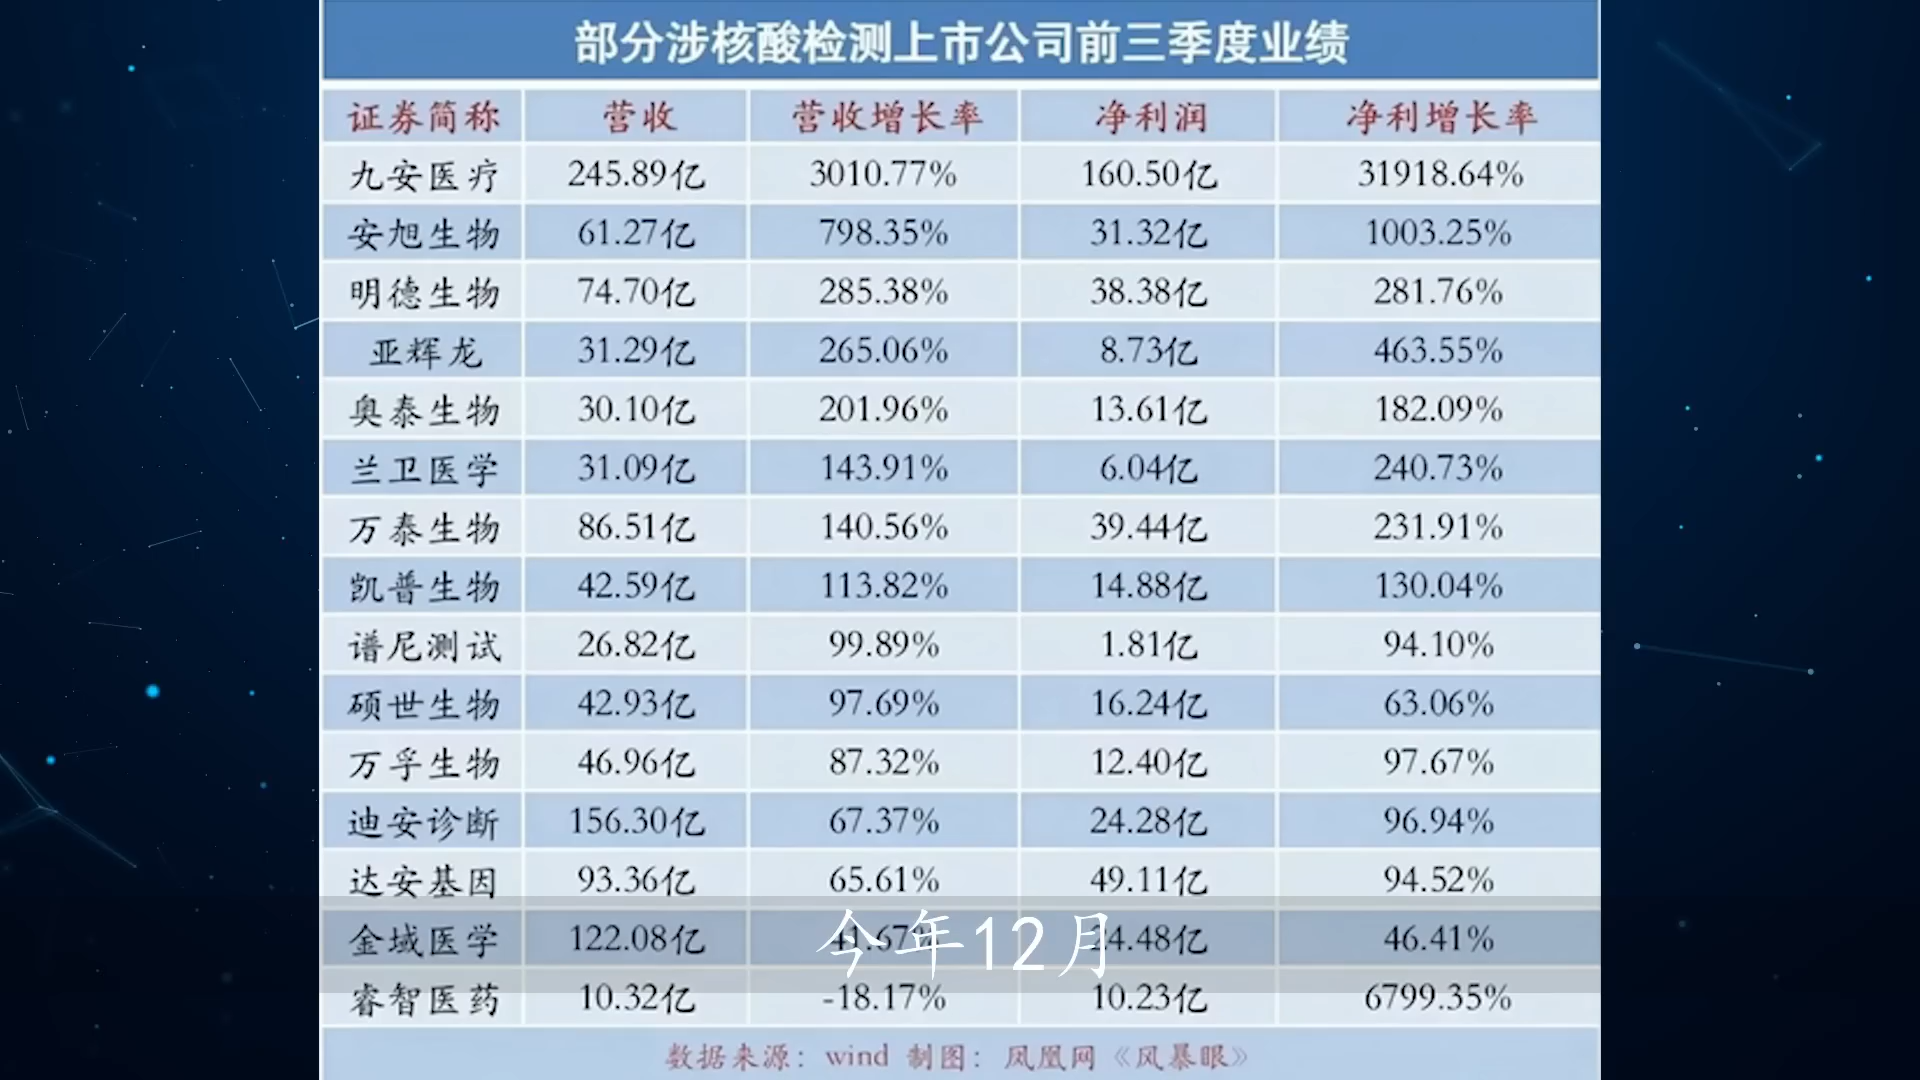 部分涉核酸检测上市公司前三季度业绩
证券简称 营收 营收增长率 净利润 净利增长率
九安医疗 245.89亿 3010.77% 160.50亿 31918.64%
安旭生物 61.27亿 798.35% 31.32亿 1003.25%
明德生物 74.70亿 285.38% 38.38亿 281.76%
亚辉龙 31.29亿 265.06% 8.73亿 463.55%
奥泰生物 30.10亿 201.96% 13.61亿 182.09%
兰卫医学 31.09亿 143.91% 6.04亿 240.73%
万泰生物 86.51亿 140.56% 39.44亿 231.91%
凯普生物 42.59亿 113.82% 14.88亿 130.04%
谱尼测试 26.82亿 99.89% 1.81亿 94.10%
硕世生物 42.93亿 97.69% 16.24亿 63.06%
万孚生物 46.96亿 87.32% 12.40亿 97.67%
迪安诊断 156.30亿 67.37% 24.28亿 96.94%
达安基因 93.36亿 65.61% 49.11亿 94.52%
金域医学 122.08亿 41.67% 24.48亿 46.41%
今年12月
睿智医药 10.32亿 -18.17% 10.23亿 6799.35%
数据来源：wind 制图：凤凰网《风暴眼》